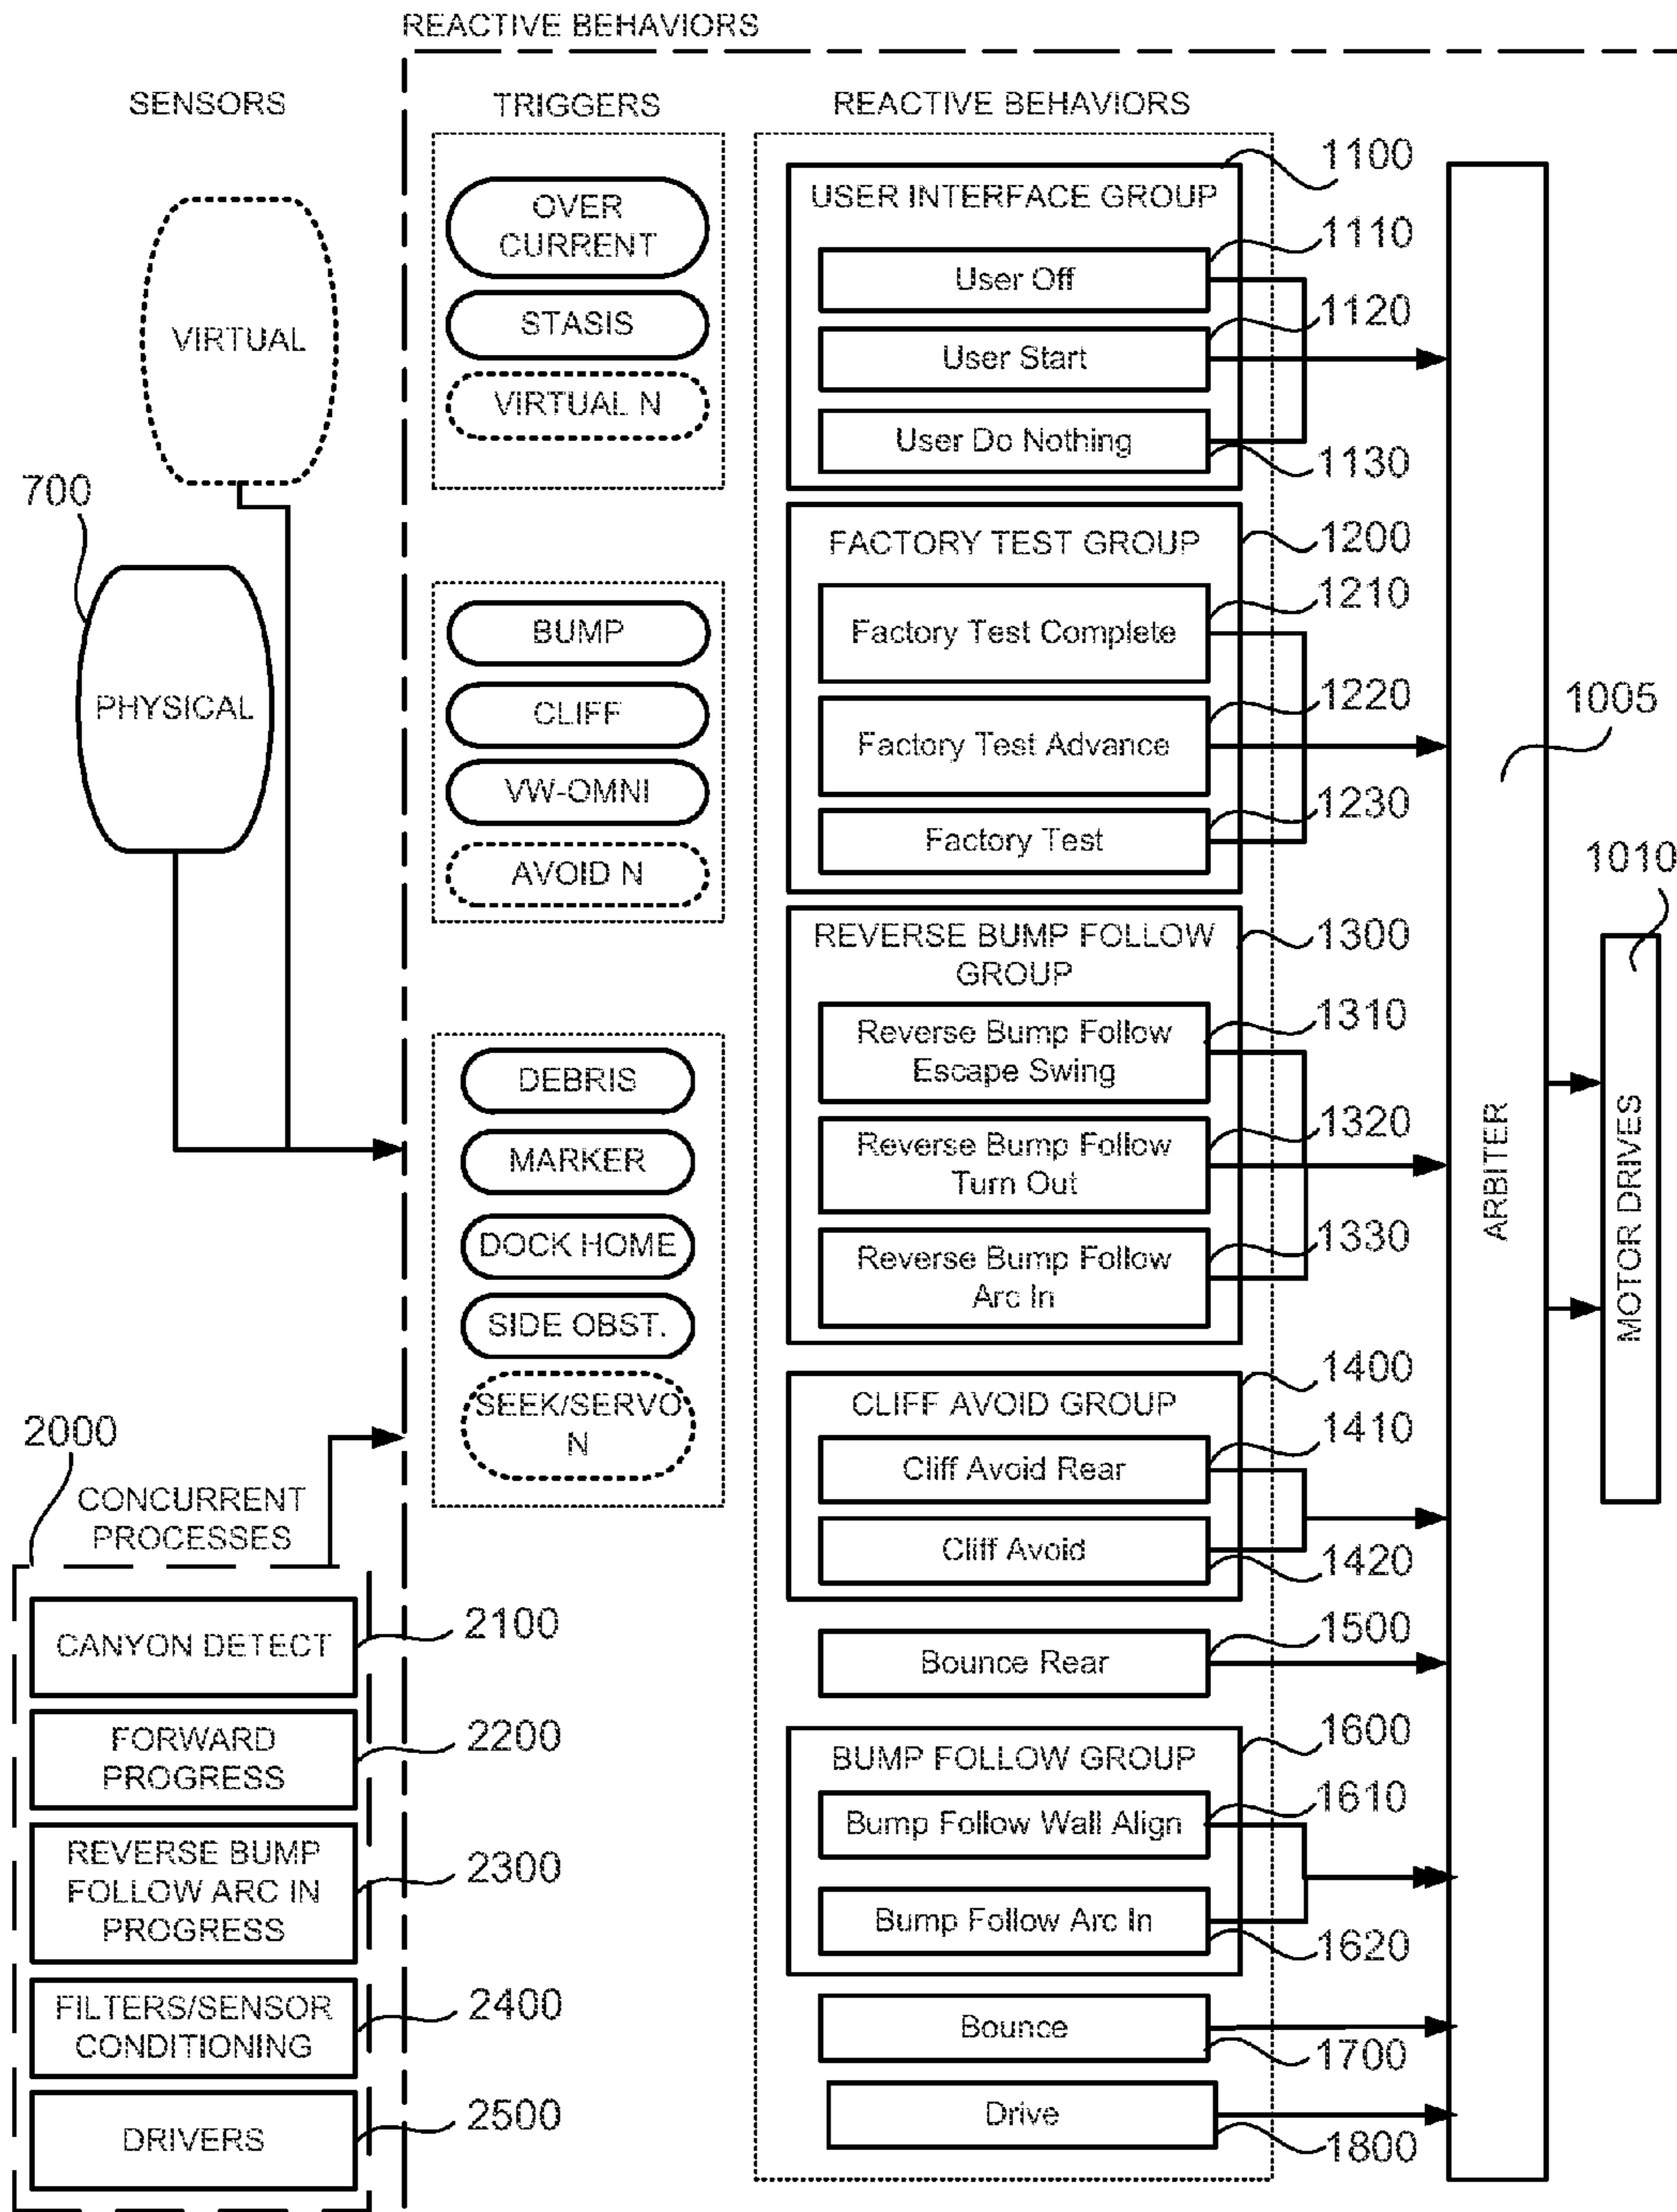 REACTIVE BEHAVIORS
SENSORS
VIRTUAL
700
PHYSICAL
2000
CONCURRENT
PROCESSES
CANYON DETECT
2100
FORWARD
PROGRESS
2200
REVERSE BUMP
FOLLOW ARC IN
PROGRESS
2300
FILTERS/SENSOR
CONDITIONING
2400
DRIVERS
2500
TRIGGERS
OVER
CURRENT
STASIS
VIRTUAL N
BUMP
CLIFF
VW-OMNI
AVOID N
DEBRIS
MARKER
DOCK HOME
SIDE OBST.
SEEK/SERVO
N
REACTIVE BEHAVIORS
1100
USER INTERFACE GROUP
1110
User Off
1120
User Start
User Do Nothing
1130
FACTORY TEST GROUP
1200
1210
Factory Test Complete
1220
Factory Test Advance
1230
Factory Test
REVERSE BUMP FOLLOW
GROUP
1300
1310
Reverse Bump Follow
Escape Swing
1320
Reverse Bump Follow
Turn Out
1330
Reverse Bump Follow
Arc In
1400
CLIFF AVOID GROUP
1410
Cliff Avoid Rear
Cliff Avoid
1420
1500
Bounce Rear
1600
BUMP FOLLOW GROUP
1610
Bump Follow Wall Align
Bump Follow Arc In
1620
Bounce
1700
Drive
1800
1005
ARBITER
1010
MOTOR DRIVES